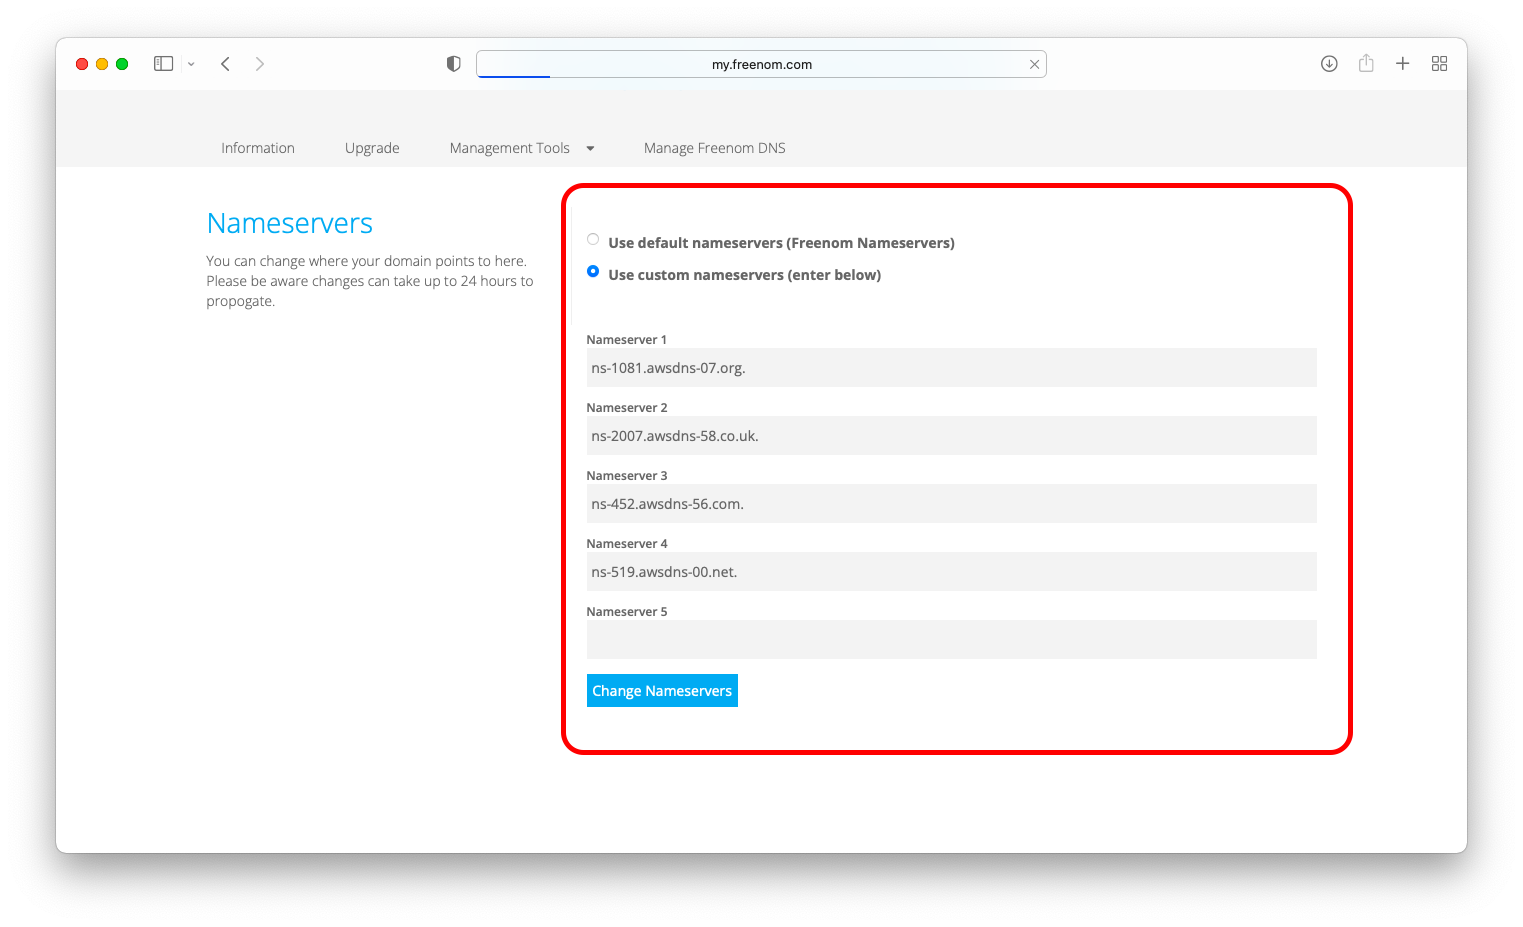 my.freenom.com
Information
Upgrade
Management Tools
Manage Freenom DNS
Nameservers
You can change where your domain points to here.
Please be aware changes can take up to 24 hours to
propogate.
Use default nameservers (Freenom Nameservers)
Use custom nameservers (enter below)
Nameserver 1
ns-1081.awsdns-07.org.
Nameserver 2
ns-2007.awsdns-58.co.uk.
Nameserver 3
ns-452.awsdns-56.com.
Nameserver 4
ns-519.awsdns-00.net.
Nameserver 5
Change Nameservers